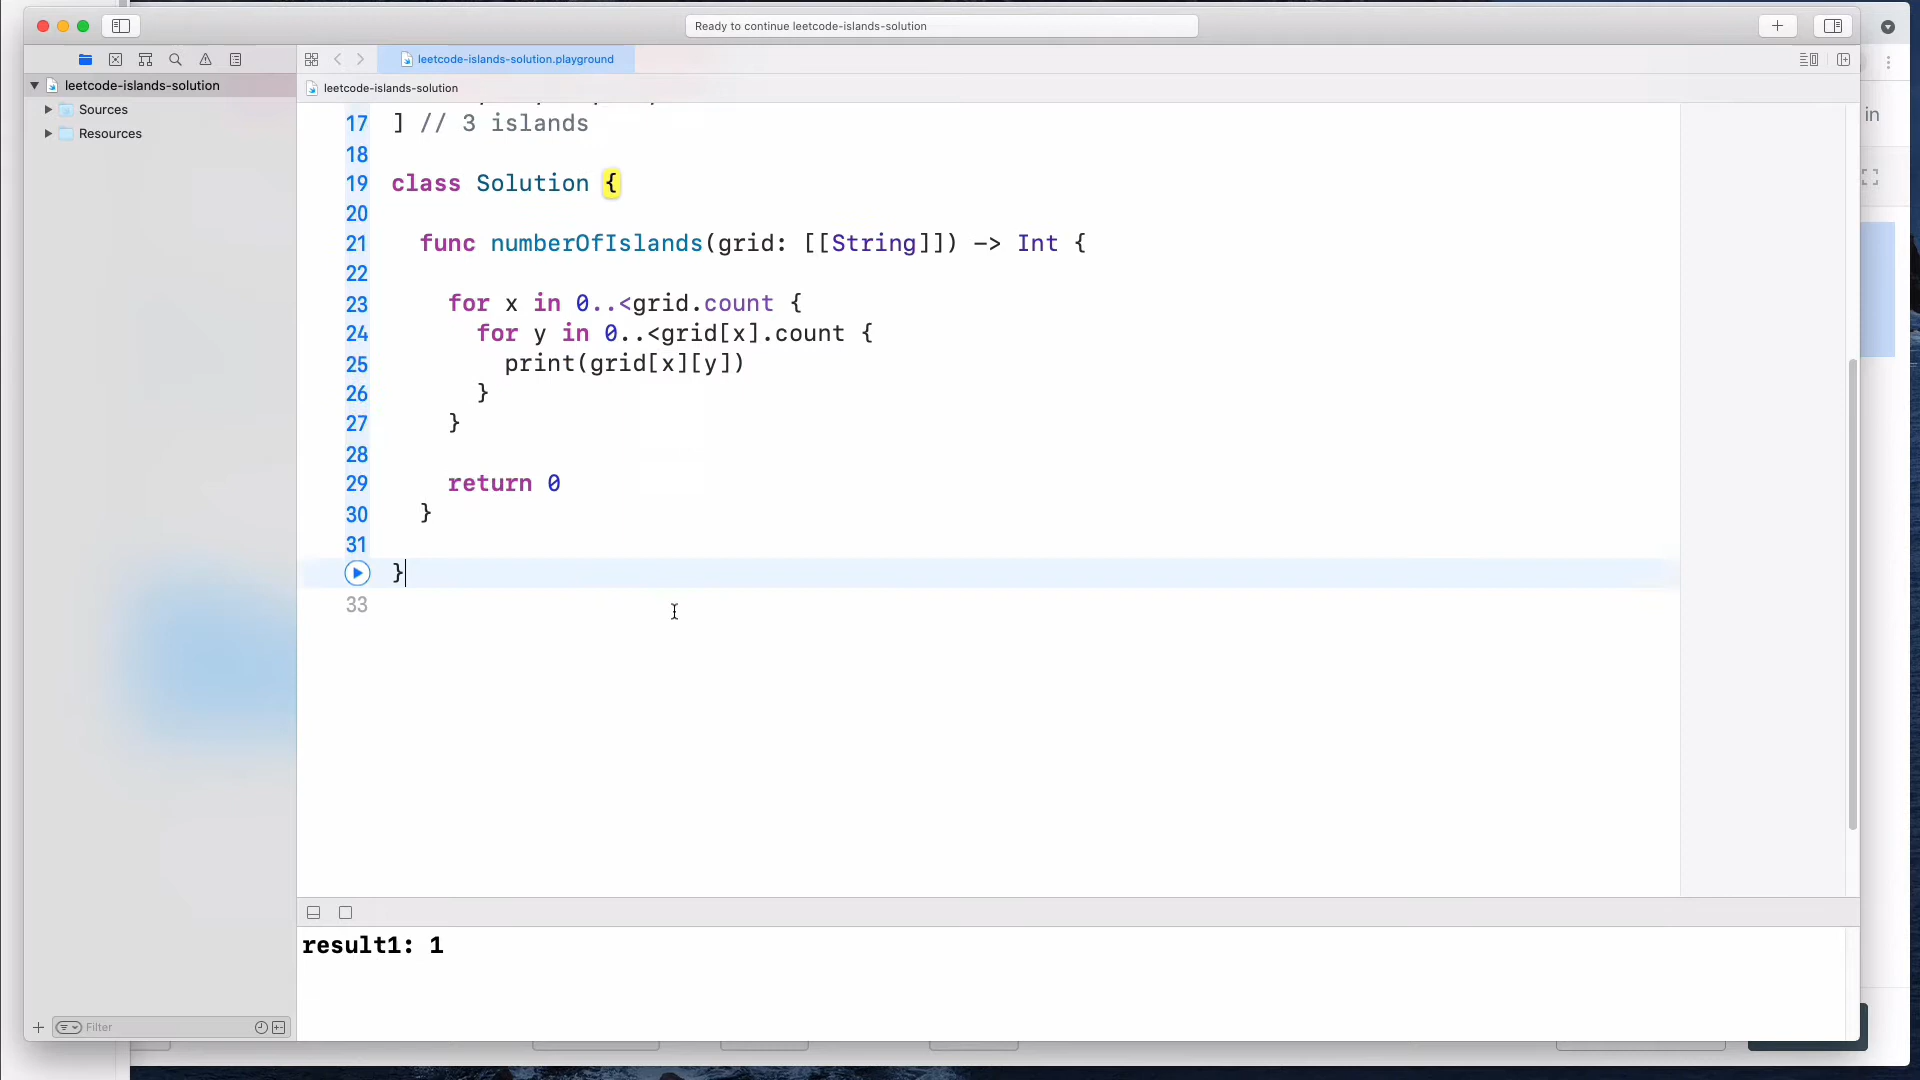 Ready to continue leetcode-islands-solution
leetcode-islands-solution.playground
leetcode-islands-solution
leetcode-islands-solution
Sources
Resources
in
17 ] // 3 islands
18
19 class Solution {
20
21 func numberOfIslands(grid: [[String]]) -> Int {
22
23 for x in 0..<grid.count {
24 for y in 0..<grid[x].count {
25 print(grid[x][y])
26 }
27 }
28
29 return 0
30 }
31
}
33
result1: 1
Filter